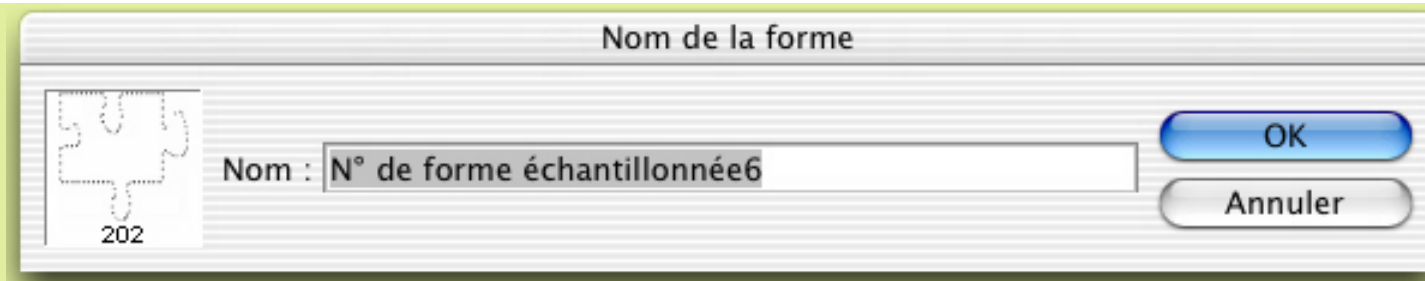 Nom de la forme
202
Nom : N° de forme échantillonnée6
OK
Annuler